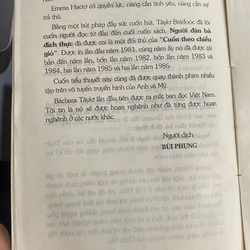 Emma Hactơ có quyền lực, nàng cần tình yêu, nàng cần sự
trả thù.
Bằng một bút pháp đầy sức cuốn hút, Taylơ Brátfoóc đã lôi
cuốn người đọc từ đầu đến cuối cuốn sách. Người đàn bà
đích thực đã được coi là một đối thủ của "Cuốn theo chiều
gió". Được in lần đầu năm 1981, cùng năm ấy nó đã được tái
bản đến năm lần, bốn lần năm 1982, bốn lần năm 1983 và
1984, hai lần năm 1985 và hai lần năm 1986.
Cuốn tiểu thuyết này cũng đã được quay thành phim nhiều
tập trên vô tuyến truyền hình của Anh và Mỹ.
Bácbara Taylơ lần đầu tiên được ra mắt bạn đọc Việt Nam.
Tôi tin là nó sẽ được hoan nghênh như đã từng được hoan
nghênh ở các nước khác.
Người dịch
BÙI PHỤNG